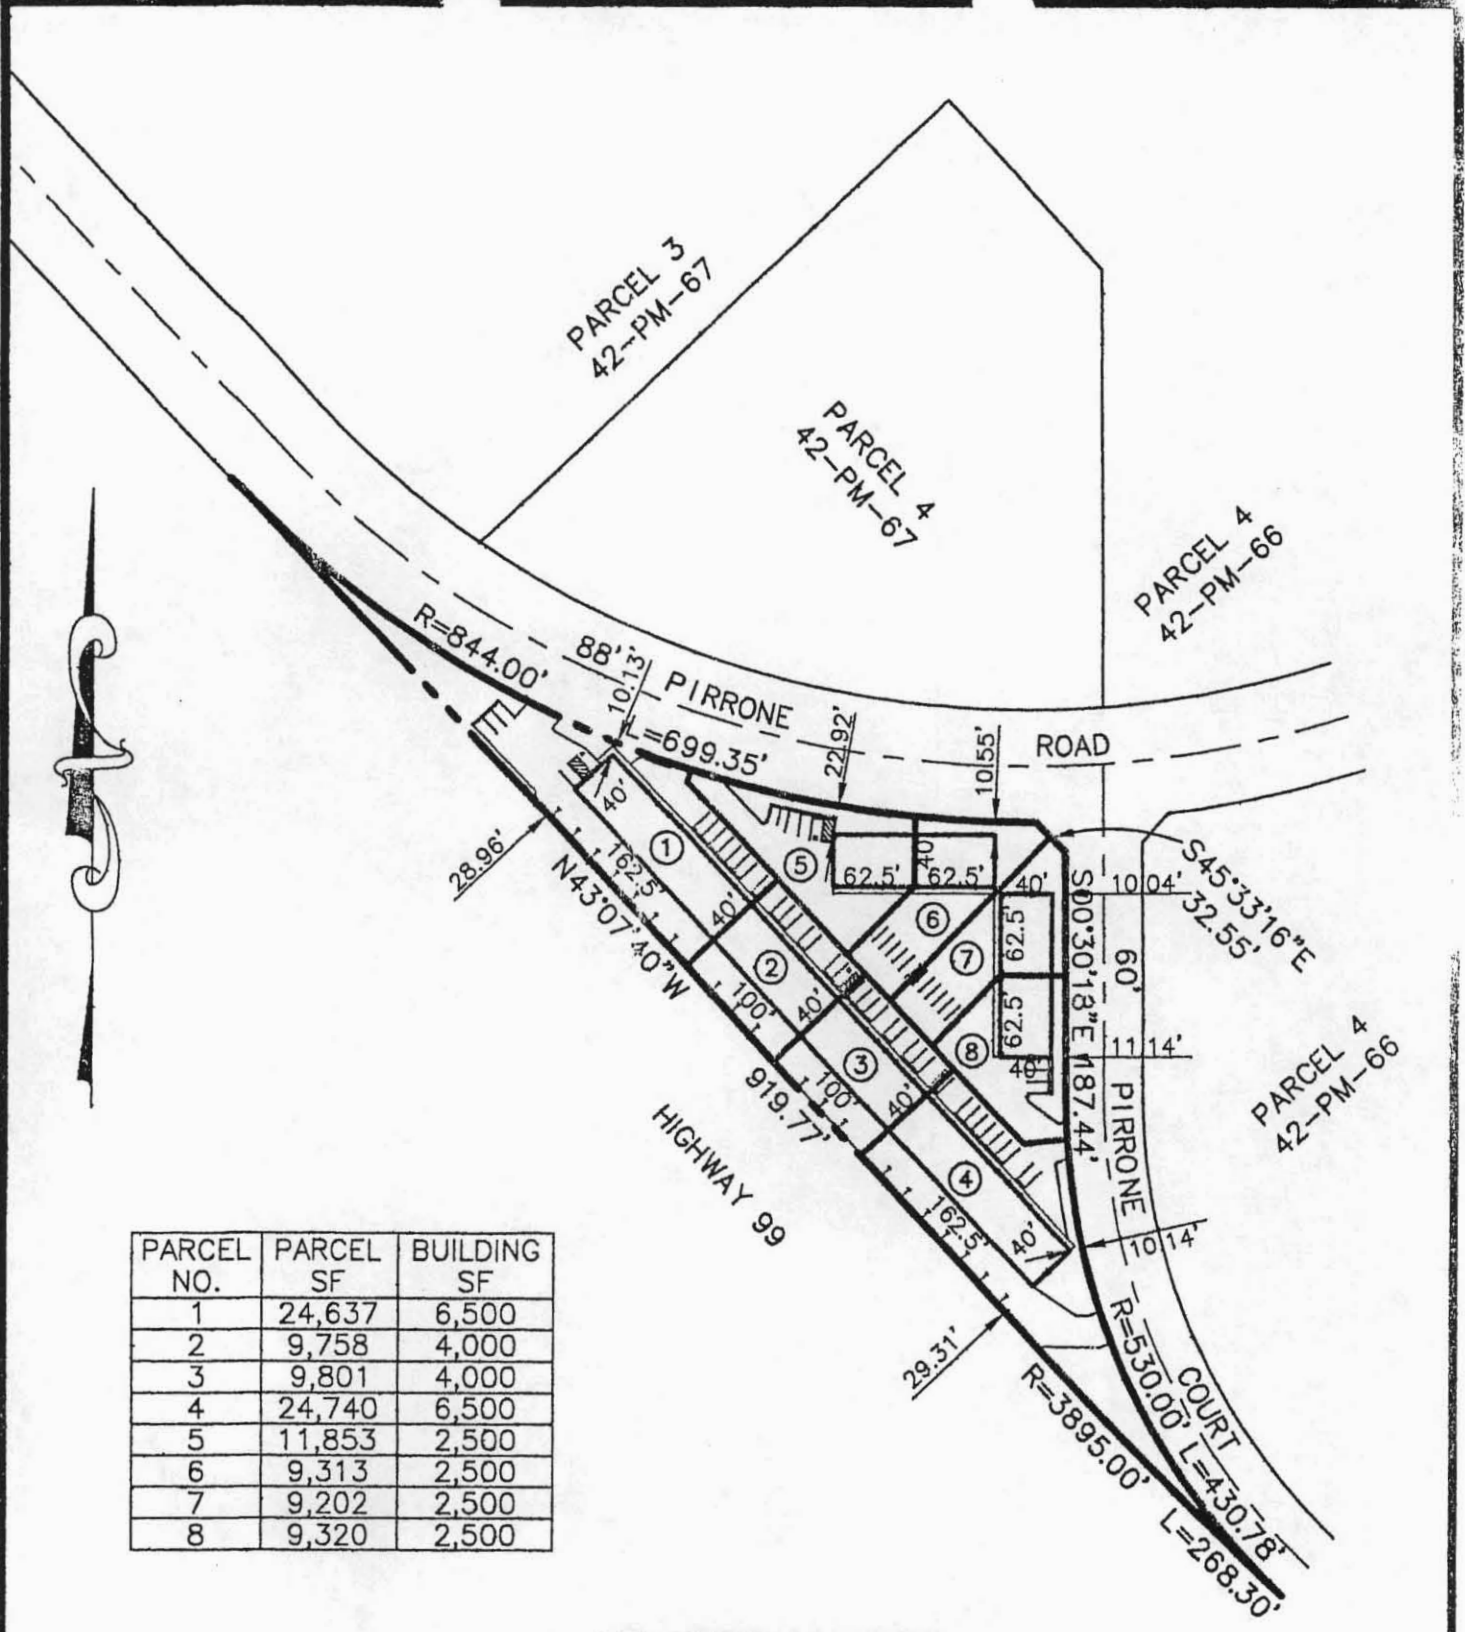 PARCEL 3
42-PM-67
PARCEL 4
42-PM-67
PARCEL 4
42-PM-66
R=844.00'
88'
10.13'
PIRRONE
ROAD
L=699.35'
22.92'
10.55'
S45°33'16"E
32.55'
40'
1
162.5'
28.96'
N43°07'40"W
5
62.5'
40'
62.5'
40'
10.04'
6
40'
2
7
62.5'
S00°30'18"E 187.44'
60'
100'
40'
62.5'
3
8
40'
11.14'
PARCEL 4
42-PM-66
100'
40'
919.77'
HIGHWAY 99
PIRRONE
COURT
4
162.5'
40'
10.14'
29.31'
R=530.00' L=430.78'
R=3895.00' L=268.30'
PARCEL NO. PARCEL SF BUILDING SF
1 24,637 6,500
2 9,758 4,000
3 9,801 4,000
4 24,740 6,500
5 11,853 2,500
6 9,313 2,500
7 9,202 2,500
8 9,320 2,500